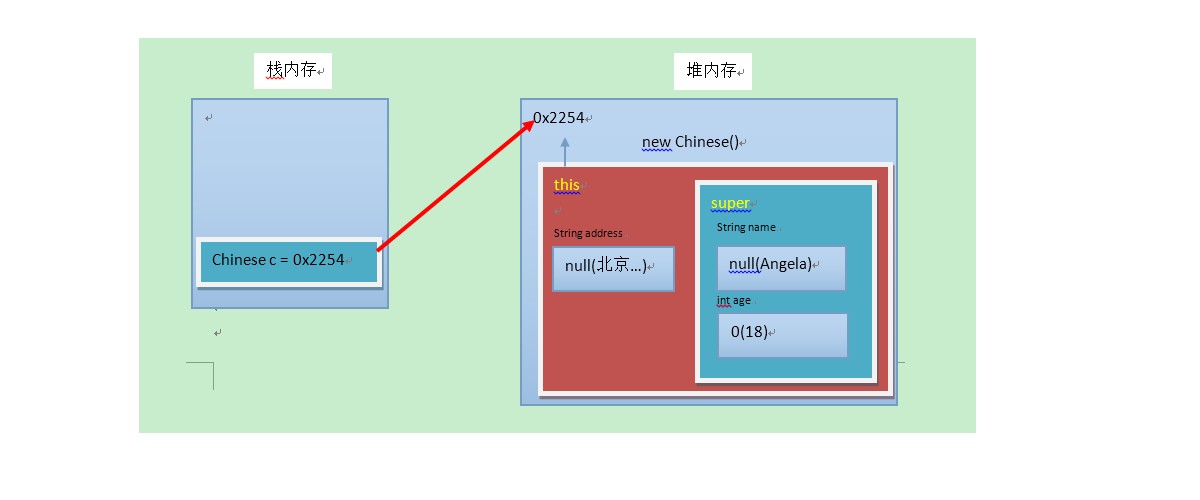 栈内存
堆内存
0x2254
new Chinese()
this
super
String address
String name
null(北京...)
null(Angela)
Chinese c = 0x2254
int age
0(18)